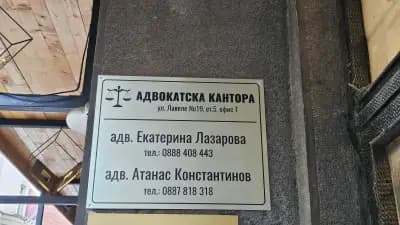 АДВОКАТСКА КАНТОРА
ул. Лавеле №19, ет.5, офис 1
адв. Екатерина Лазарова
тел.: 0888 408 443
адв. Атанас Константинов
тел.: 0887 818 318